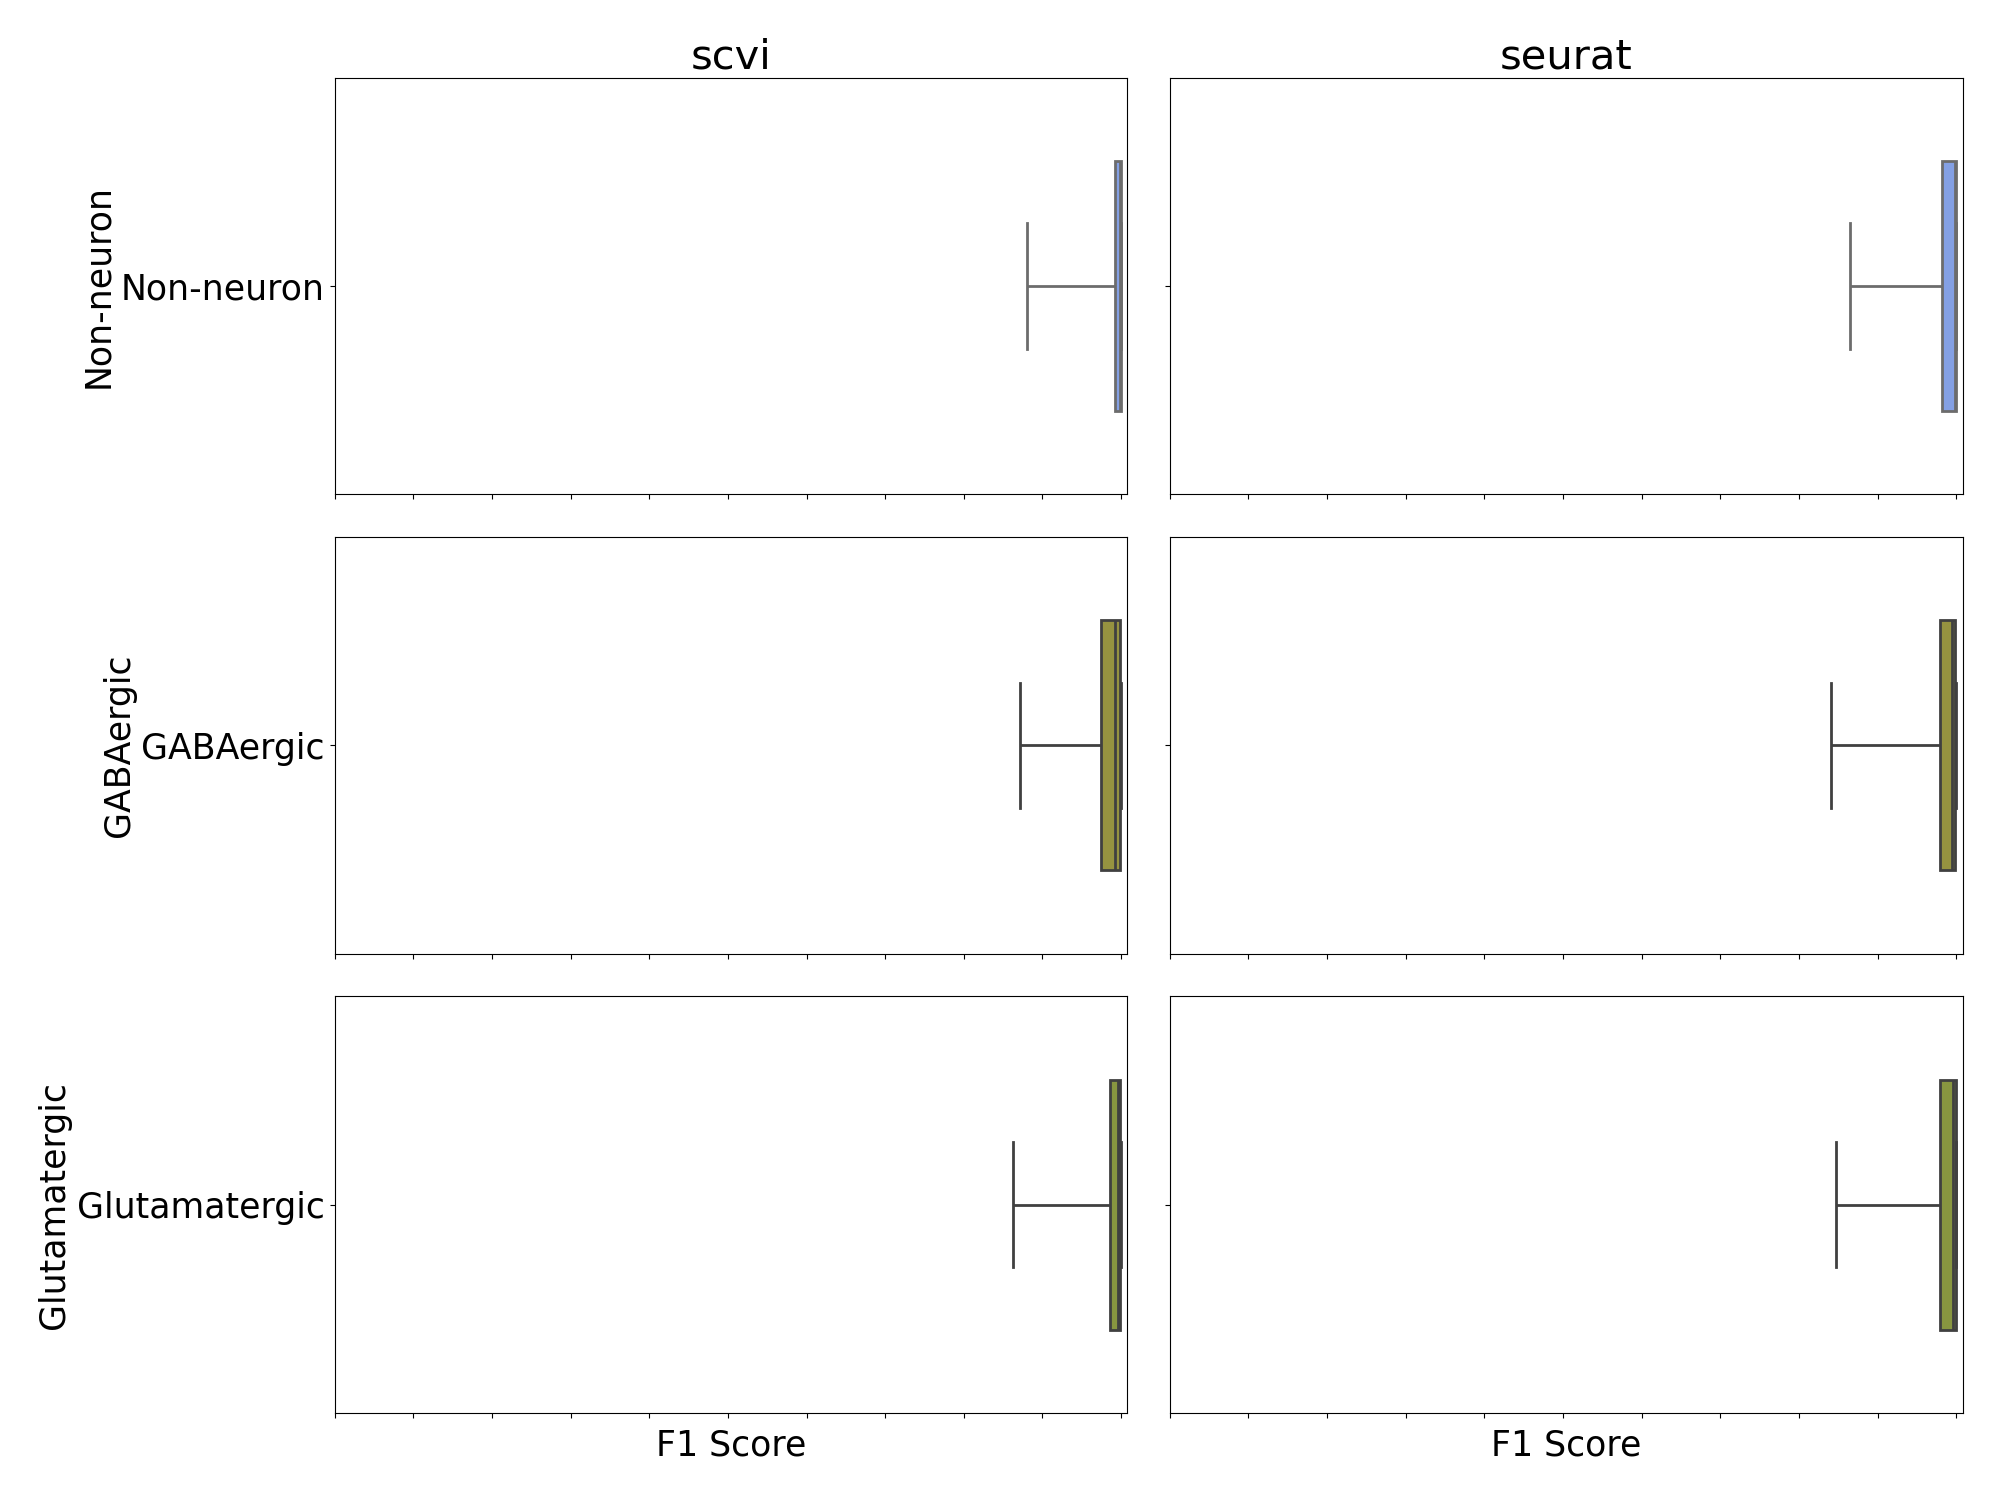 scvi
seurat
Non-neuron
Non-neuron
GABAergic
GABAergic
Glutamatergic
Glutamatergic
F1 Score
F1 Score